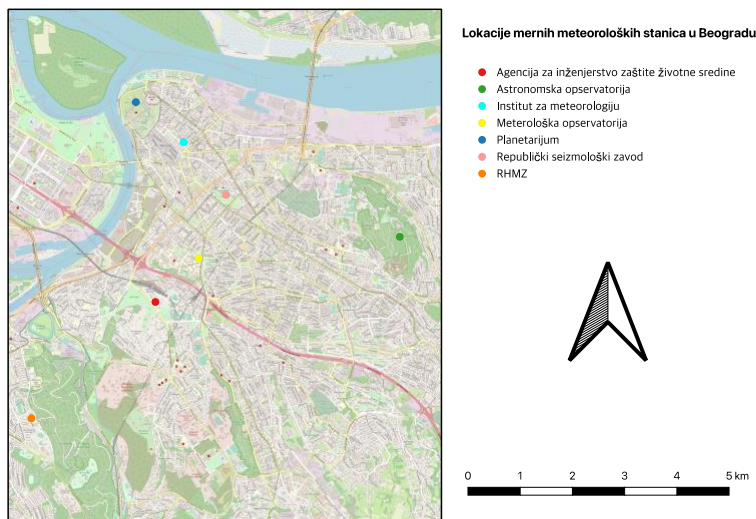 Lokacije mernih meteoroloških stanica u Beogradu
Agencija za inženjerstvo zaštite životne sredine
Astronomska opservatorija
Institut za meteorologiju
Meterološka opservatorija
Planetarijum
Republički seizmološki zavod
RHMZ
0 1 2 3 4 5 km